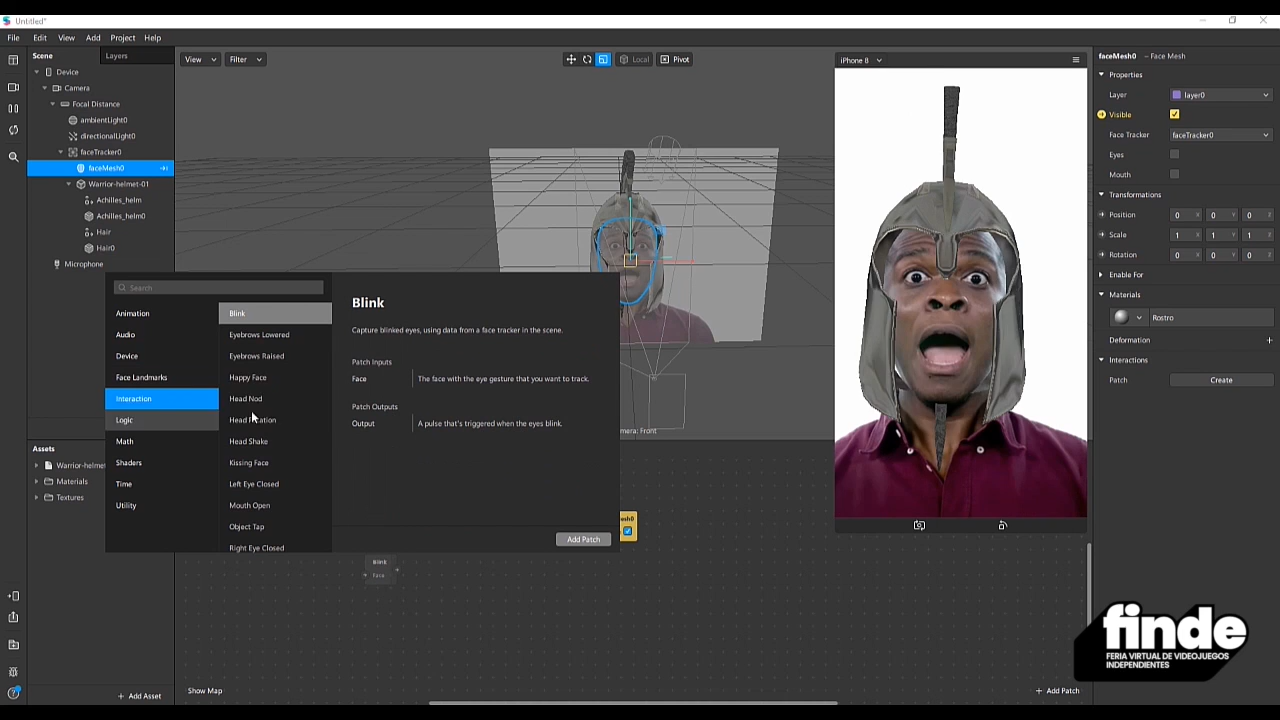 Untitled*
File Edit View Add Project Help
Scene Layers
View Filter
Local Pivot
iPhone 8
faceMesh0 – Face Mesh
Device
Camera
Focal Distance
ambientLight0
directionalLight0
faceTracker0
faceMesh0
Warrior-helmet-01
Achilles_helm
Achilles_helm0
Hair
Hair0
Microphone
Properties
Layer layer0
Visible
Face Tracker faceTracker0
Eyes
Mouth
Transformations
Position 0 X 0 Y 0 Z
Scale 1 X 1 Y 1 Z
Rotation 0 X 0 Y 0 Z
Enable For
Materials
Rostro
Deformation
Interactions
Patch Create
Search
Animation
Audio
Device
Face Landmarks
Interaction
Logic
Math
Shaders
Time
Utility
Blink
Eyebrows Lowered
Eyebrows Raised
Happy Face
Head Nod
Head
Head Shake
Kissing Face
Left Eye Closed
Mouth Open
Object Tap
Right Eye Closed
Blink
Capture blinked eyes, using data from a face tracker in the scene.
Patch Inputs
Face The face with the eye gesture that you want to track.
Patch Outputs
Output A pulse that's triggered when the eyes blink.
Add Patch
mera: Front
Assets
Warrior-helmet
Materials
Textures
esh0
Blink
Face
Add Asset
Show Map
Add Patch
finde
FERIA VIRTUAL DE VIDEOJUEGOS
INDEPENDIENTES